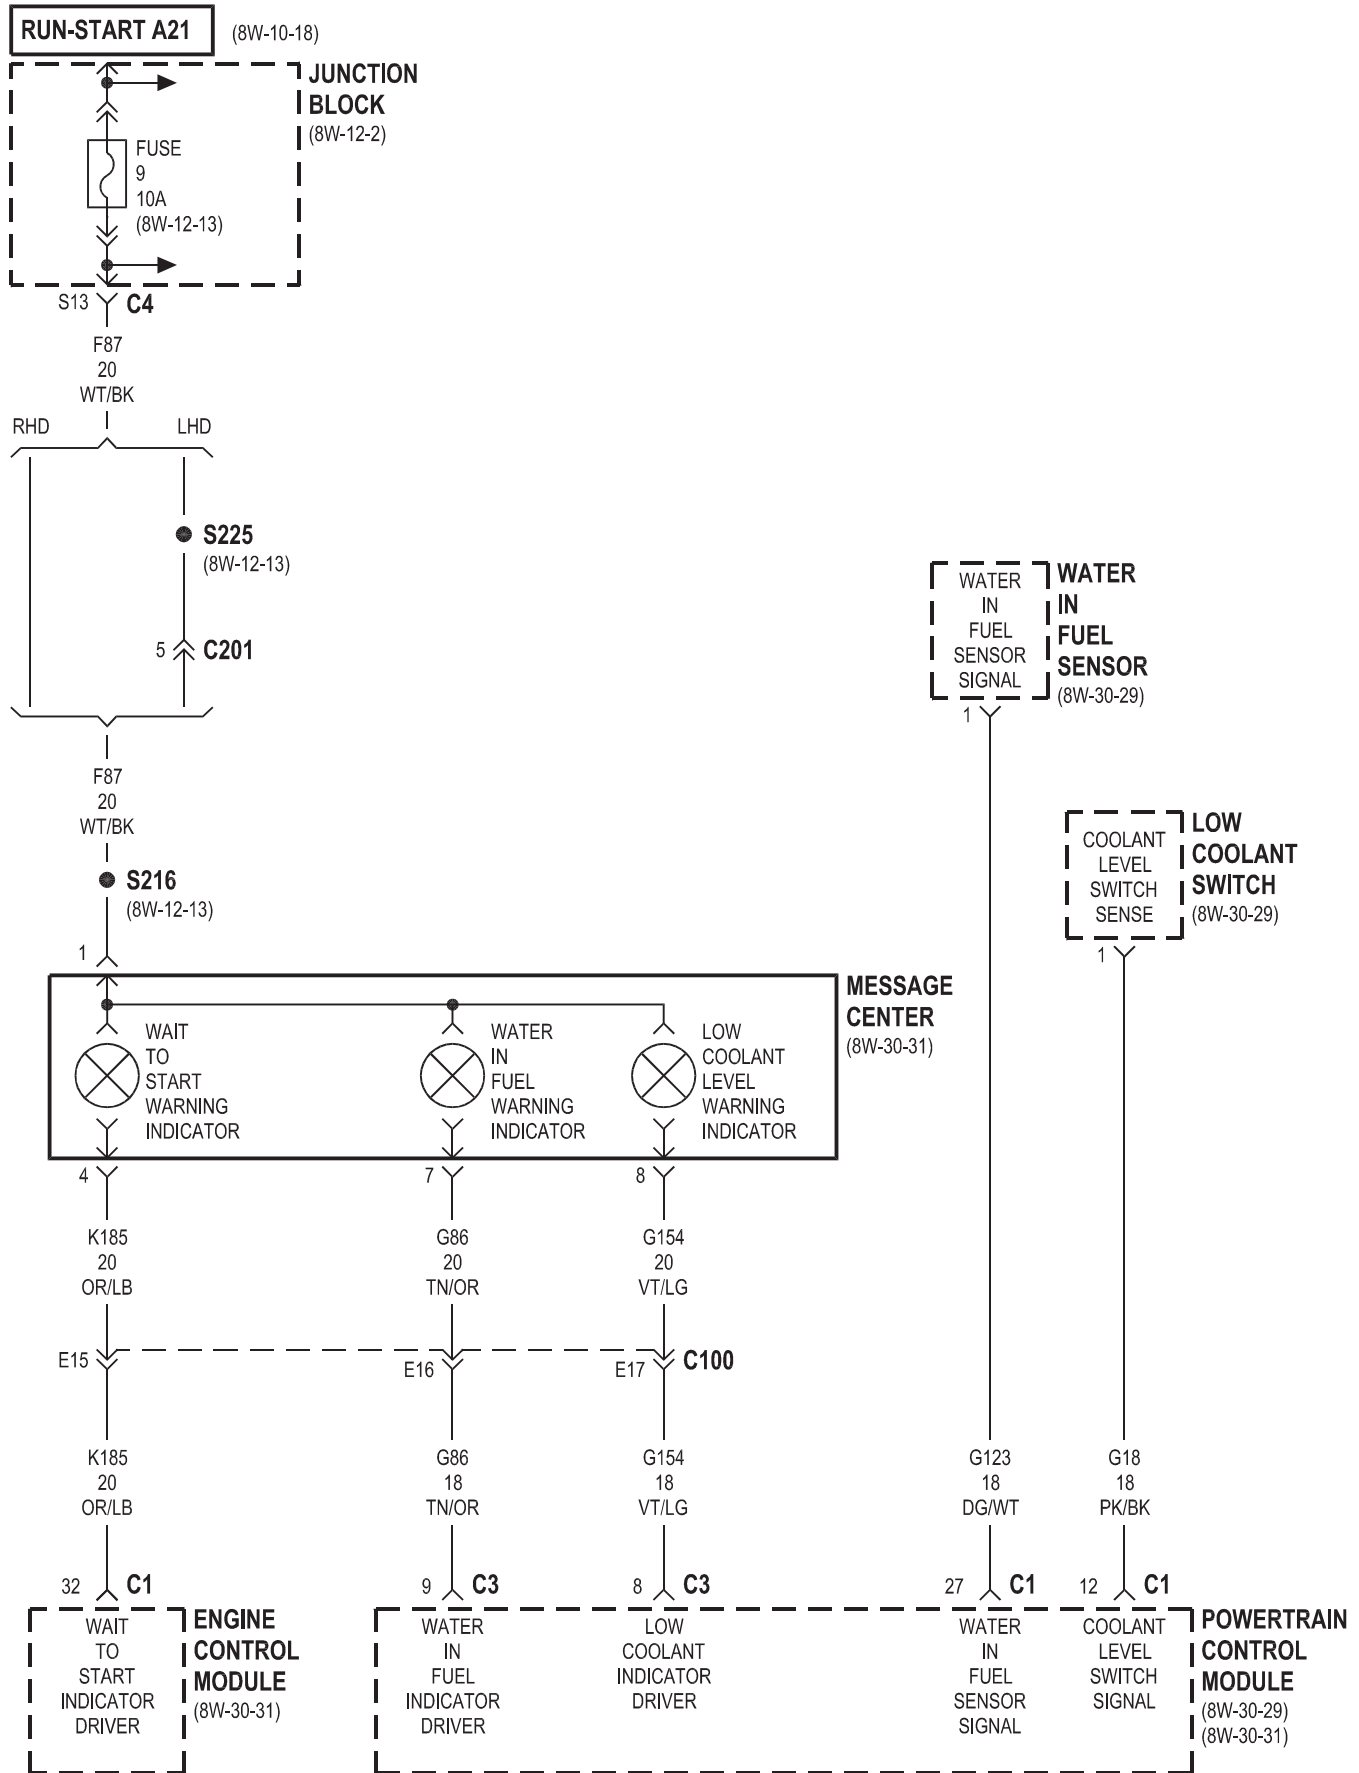 RUN-START A21
(8W-10-18)
JUNCTION
BLOCK
(8W-12-2)
FUSE
9
10A
(8W-12-13)
S13
C4
F87
20
WT/BK
RHD
LHD
S225
(8W-12-13)
5
C201
F87
20
WT/BK
S216
(8W-12-13)
1
WATER
IN
FUEL
SENSOR
SIGNAL
WATER
IN
FUEL
SENSOR
(8W-30-29)
1
COOLANT
LEVEL
SWITCH
SENSE
LOW
COOLANT
SWITCH
(8W-30-29)
1
MESSAGE
CENTER
(8W-30-31)
WAIT
TO
START
WARNING
INDICATOR
WATER
IN
FUEL
WARNING
INDICATOR
LOW
COOLANT
LEVEL
WARNING
INDICATOR
4
7
8
K185
20
OR/LB
G86
20
TN/OR
G154
20
VT/LG
E15
E16
E17
C100
K185
20
OR/LB
G86
18
TN/OR
G154
18
VT/LG
G123
18
DG/WT
G18
18
PK/BK
32
C1
9
C3
8
C3
27
C1
12
C1
WAIT
TO
START
INDICATOR
DRIVER
ENGINE
CONTROL
MODULE
(8W-30-31)
WATER
IN
FUEL
INDICATOR
DRIVER
LOW
COOLANT
INDICATOR
DRIVER
WATER
IN
FUEL
SENSOR
SIGNAL
COOLANT
LEVEL
SWITCH
SIGNAL
POWERTRAIN
CONTROL
MODULE
(8W-30-29)
(8W-30-31)